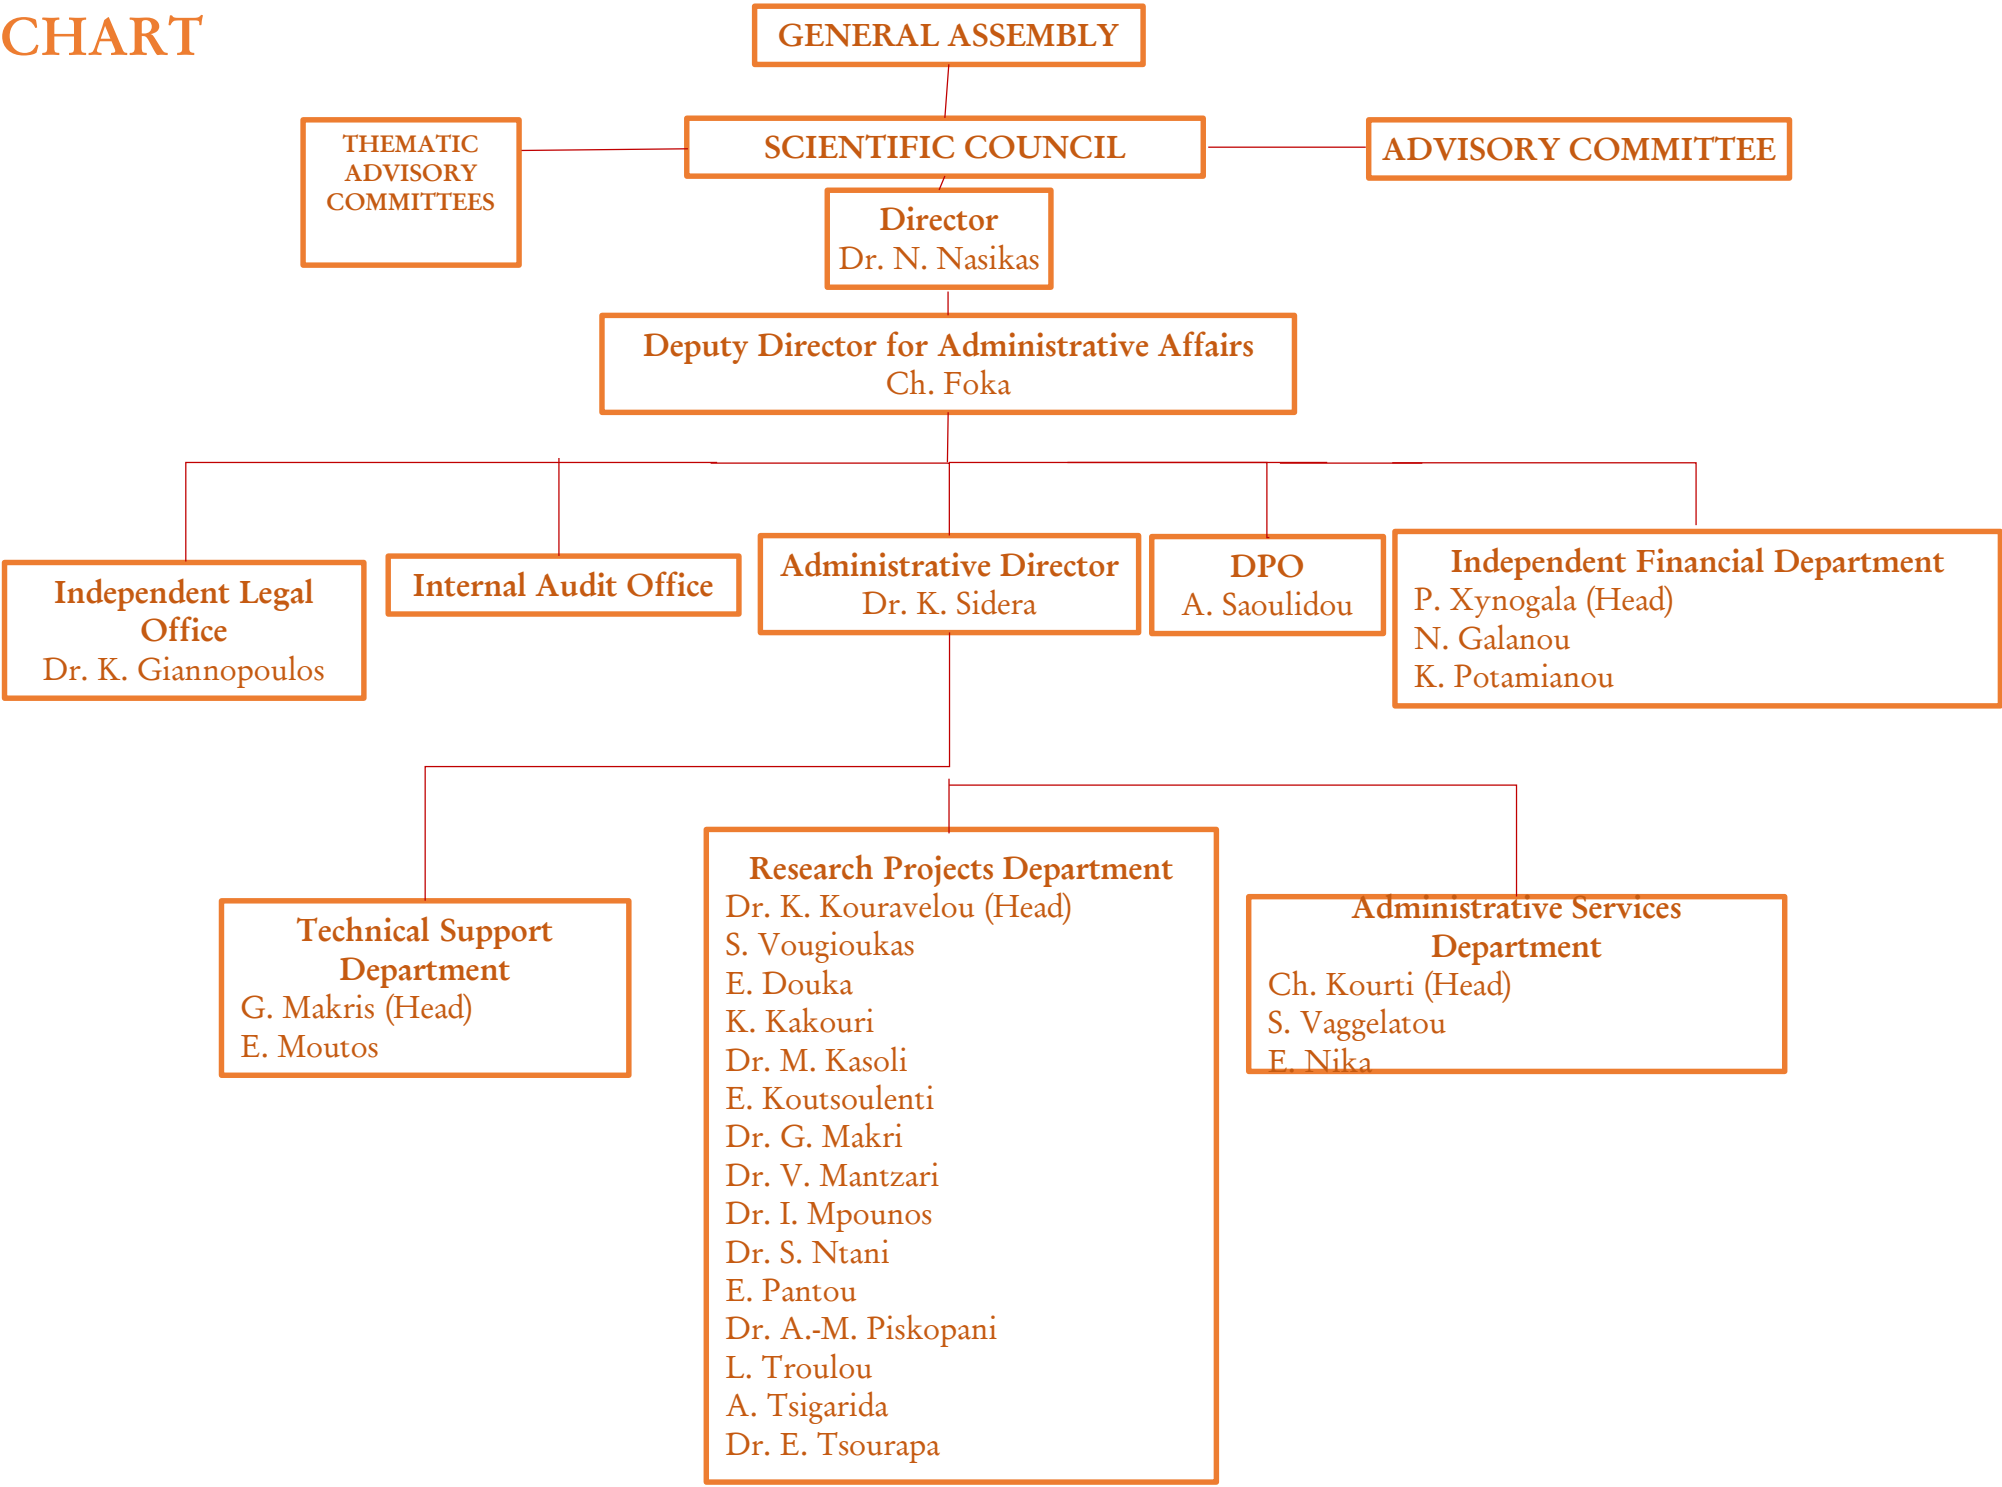 CHART
GENERAL ASSEMBLY
THEMATIC
ADVISORY
COMMITTEES
SCIENTIFIC COUNCIL
ADVISORY COMMITTEE
Director
Dr. N. Nasikas
Deputy Director for Administrative Affairs
Ch. Foka
Independent Legal
Office
Dr. K. Giannopoulos
Internal Audit Office
Administrative Director
Dr. K. Sidera
DPO
A. Saoulidou
Independent Financial Department
P. Xynogala (Head)
N. Galanou
K. Potamianou
Technical Support
Department
G. Makris (Head)
E. Moutos
Research Projects Department
Dr. K. Kouravelou (Head)
S. Vougioukas
E. Douka
K. Kakouri
Dr. M. Kasoli
E. Koutsoulenti
Dr. G. Makri
Dr. V. Mantzari
Dr. I. Mpounos
Dr. S. Ntani
E. Pantou
Dr. A.-M. Piskopani
L. Troulou
A. Tsigarida
Dr. E. Tsourapa
Administrative Services
Department
Ch. Kourti (Head)
S. Vaggelatou
E. Nika